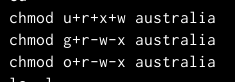 chmod u+r+x+w australia
chmod g+r-w-x australia
chmod o+r-w-x australia